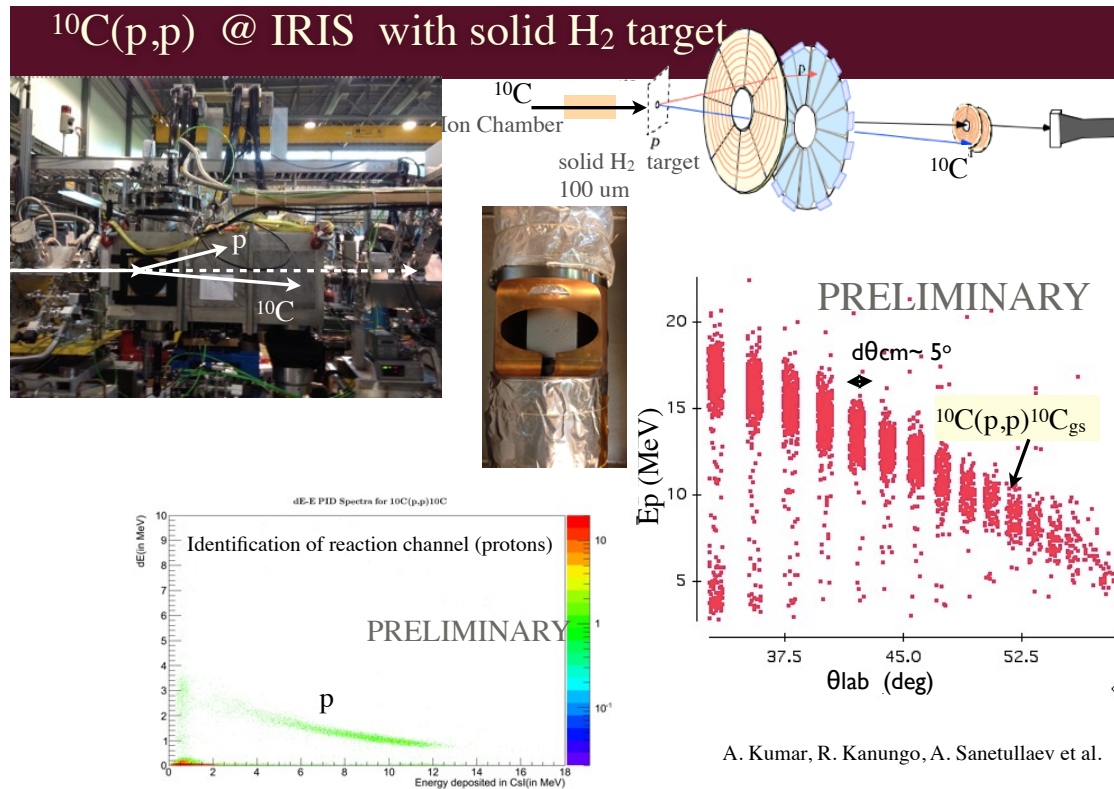 ¹⁰C(p,p) @ IRIS with solid H₂ target
¹⁰C
Ion Chamber
p
p
solid H₂ target
100 um
¹⁰C
p
¹⁰C
PRELIMINARY
dθcm~ 5°
¹⁰C(p,p)¹⁰C_gs
Ep (MeV)
20
15
10
5
37.5 45.0 52.5
θlab (deg)
dE-E PID Spectra for 10C(p,p)10C
Identification of reaction channel (protons)
PRELIMINARY
p
dE(in MeV)
10
9
8
7
6
5
4
3
2
1
0
0 2 4 6 8 10 12 14 16 18
Energy deposited in CsI(in MeV)
10
1
10⁻¹
A. Kumar, R. Kanungo, A. Sanetullaev et al.